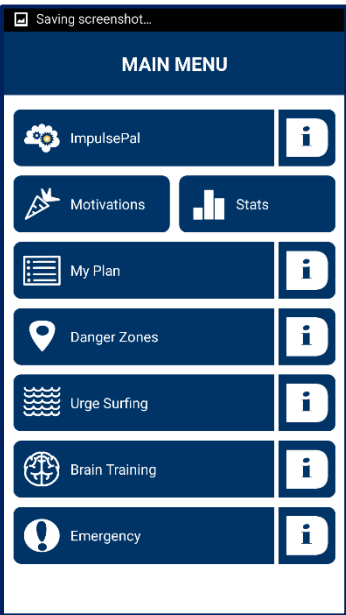 Saving screenshot...
MAIN MENU
ImpulsePal
i
Motivations
Stats
My Plan
i
Danger Zones
i
Urge Surfing
i
Brain Training
i
Emergency
i